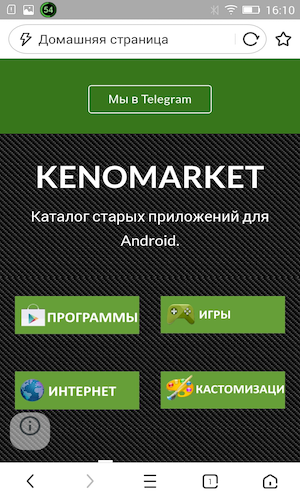 54
16:10
Домашняя страница
Мы в Telegram
KENOMARKET
Каталог старых приложений для
Android.
ПРОГРАММЫ
ИГРЫ
ИНТЕРНЕТ
КАСТОМИЗАЦИ
1